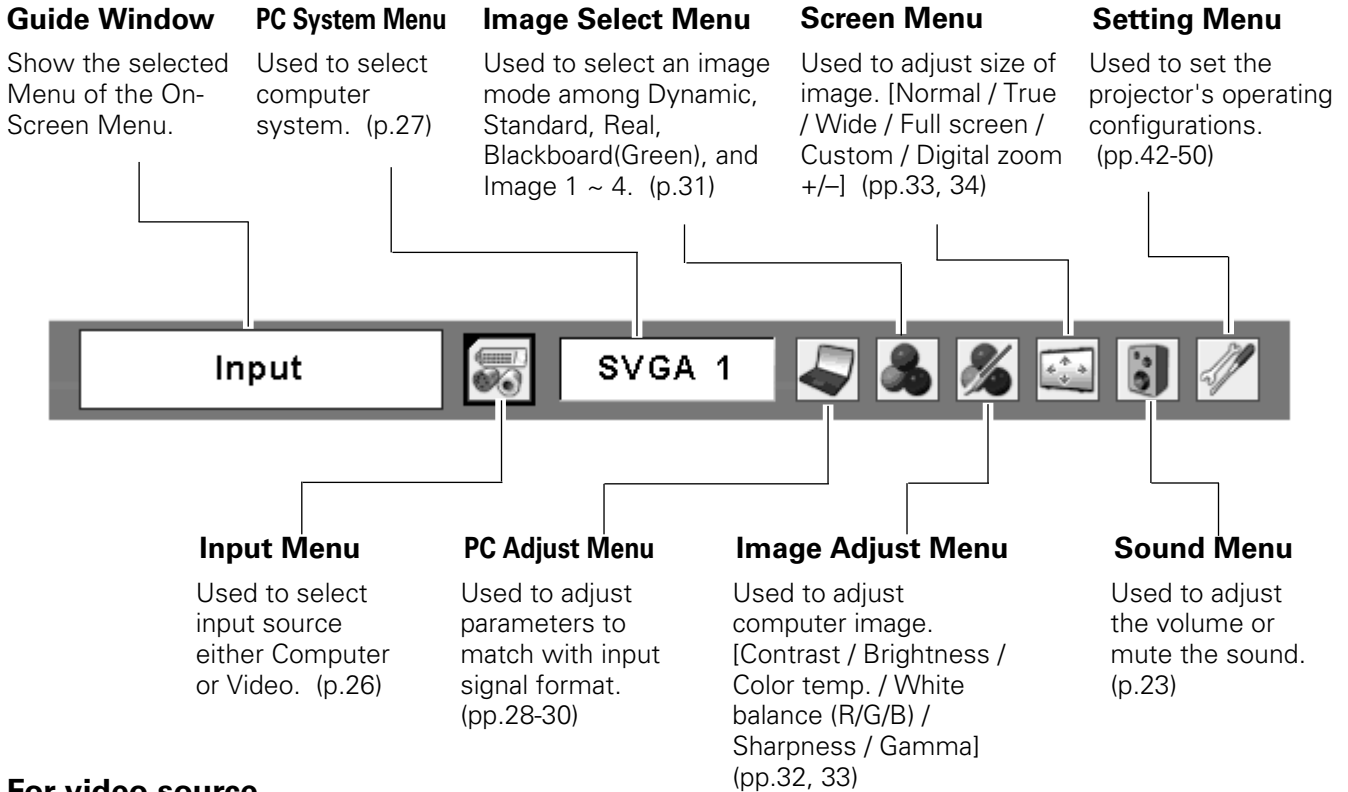 Guide Window
Show the selected
Menu of the On-
Screen Menu.
PC System Menu
Used to select
computer
system. (p.27)
Image Select Menu
Used to select an image
mode among Dynamic,
Standard, Real,
Blackboard(Green), and
Image 1 ~ 4. (p.31)
Screen Menu
Used to adjust size of
image. [Normal / True
/ Wide / Full screen /
Custom / Digital zoom
+/–] (pp.33, 34)
Setting Menu
Used to set the
projector's operating
configurations.
(pp.42-50)
Input
SVGA 1
Input Menu
Used to select
input source
either Computer
or Video. (p.26)
PC Adjust Menu
Used to adjust
parameters to
match with input
signal format.
(pp.28-30)
Image Adjust Menu
Used to adjust
computer image.
[Contrast / Brightness /
Color temp. / White
balance (R/G/B) /
Sharpness / Gamma]
(pp.32, 33)
Sound Menu
Used to adjust
the volume or
mute the sound.
(p.23)
For video source